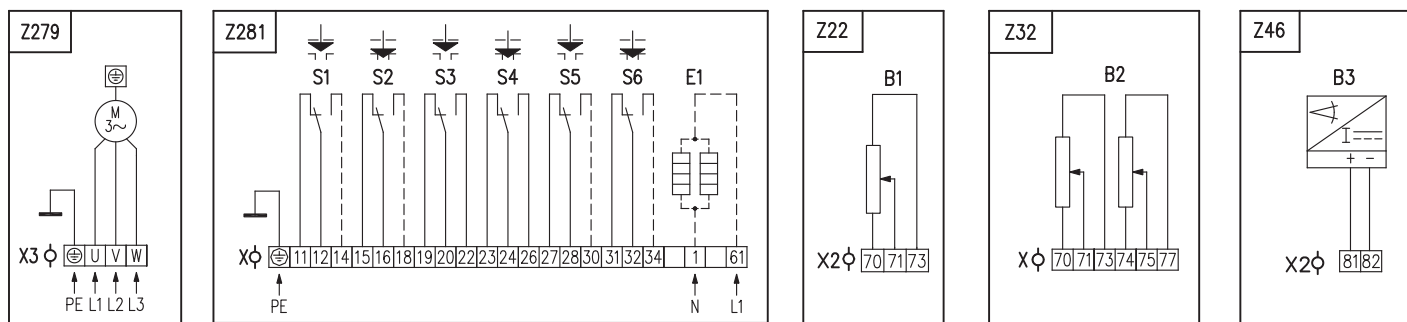 Z279
M
3~
X3 U V W
PE L1 L2 L3
Z281
S1 S2 S3 S4 S5 S6 E1
X 11 12 14 15 16 18 19 20 22 23 24 26 27 28 30 31 32 34 1 61
PE N L1
Z22
B1
X2 70 71 73
Z32
B2
X 70 71 73 74 75 77
Z46
B3
I
+ −
X2 81 82